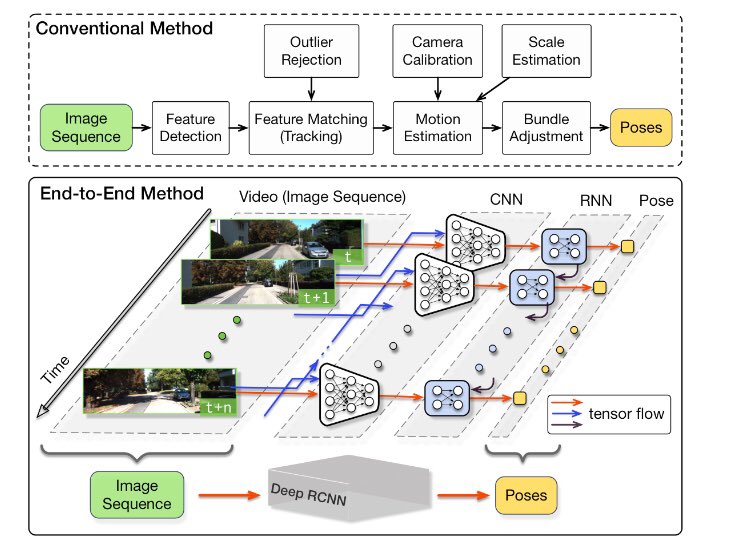 Conventional Method
Outlier
Rejection
Camera
Calibration
Scale
Estimation
Image
Sequence
Feature
Detection
Feature Matching
(Tracking)
Motion
Estimation
Bundle
Adjustment
Poses
End-to-End Method
Video (Image Sequence)
CNN
RNN
Pose
t
t+1
Time
t+n
tensor flow
Image
Sequence
Deep RCNN
Poses